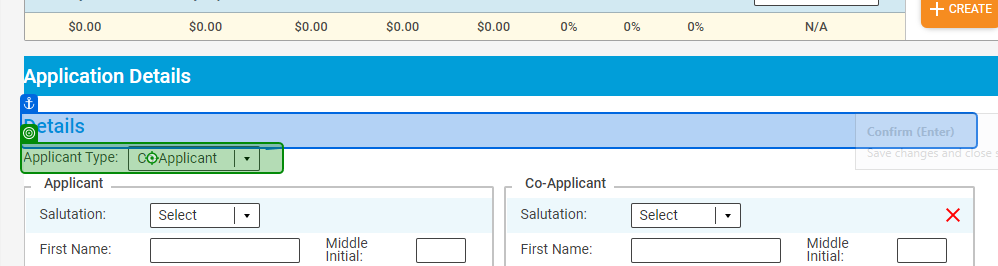 CREATE
$0.00 $0.00 $0.00 $0.00 $0.00 0% 0% 0% N/A
Application Details
Details
Confirm (Enter)
Applicant Type: Co-Applicant
Save changes and close
Applicant Co-Applicant
Salutation: Select Salutation: Select
First Name: Middle Initial: First Name: Middle Initial: